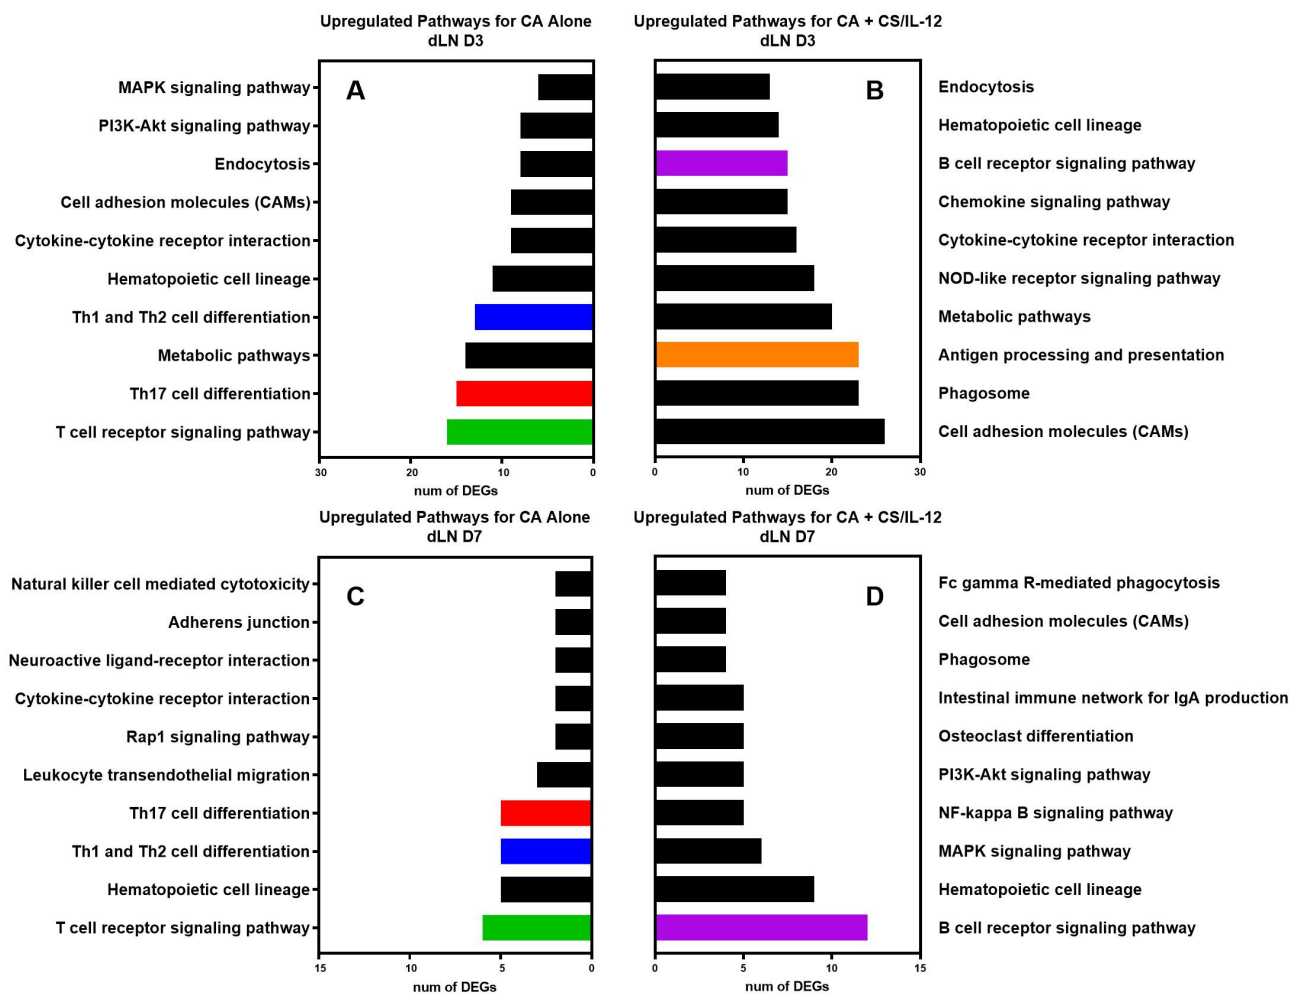 Upregulated Pathways for CA Alone
dLN D3
A
MAPK signaling pathway
PI3K-Akt signaling pathway
Endocytosis
Cell adhesion molecules (CAMs)
Cytokine-cytokine receptor interaction
Hematopoietic cell lineage
Th1 and Th2 cell differentiation
Metabolic pathways
Th17 cell differentiation
T cell receptor signaling pathway
30 20 10 0
num of DEGs
Upregulated Pathways for CA + CS/IL-12
dLN D3
B
Endocytosis
Hematopoietic cell lineage
B cell receptor signaling pathway
Chemokine signaling pathway
Cytokine-cytokine receptor interaction
NOD-like receptor signaling pathway
Metabolic pathways
Antigen processing and presentation
Phagosome
Cell adhesion molecules (CAMs)
0 10 20 30
num of DEGs
Upregulated Pathways for CA Alone
dLN D7
C
Natural killer cell mediated cytotoxicity
Adherens junction
Neuroactive ligand-receptor interaction
Cytokine-cytokine receptor interaction
Rap1 signaling pathway
Leukocyte transendothelial migration
Th17 cell differentiation
Th1 and Th2 cell differentiation
Hematopoietic cell lineage
T cell receptor signaling pathway
15 10 5 0
num of DEGs
Upregulated Pathways for CA + CS/IL-12
dLN D7
D
Fc gamma R-mediated phagocytosis
Cell adhesion molecules (CAMs)
Phagosome
Intestinal immune network for IgA production
Osteoclast differentiation
PI3K-Akt signaling pathway
NF-kappa B signaling pathway
MAPK signaling pathway
Hematopoietic cell lineage
B cell receptor signaling pathway
0 5 10 15
num of DEGs